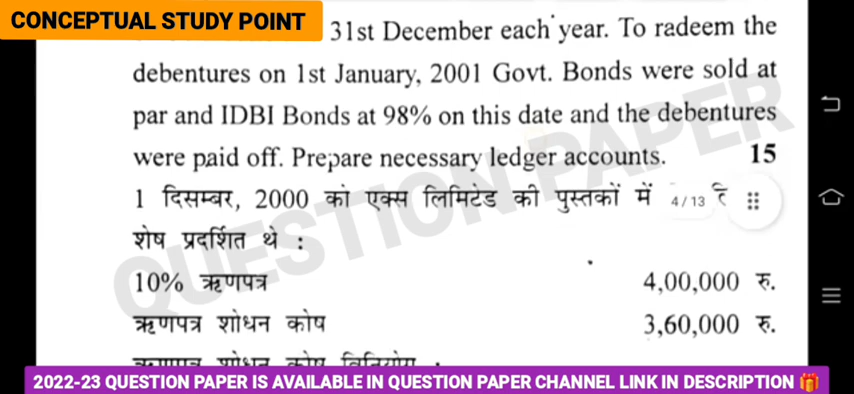 CONCEPTUAL STUDY POINT
31st December each year. To redeem the
debentures on 1st January, 2001 Govt. Bonds were sold at
par and IDBI Bonds at 98% on this date and the debentures
were paid off. Prepare necessary ledger accounts. 15
1 दिसम्बर, 2000 को एक्स लिमिटेड की पुस्तकों में
4/13
शेष प्रदर्शित थे :
10% ऋणपत्र 4,00,000 रु.
ऋणपत्र शोधन कोष 3,60,000 रु.
ऋणपत्र शोधन कोष विनियोग :
QUESTION PAPER
2022-23 QUESTION PAPER IS AVAILABLE IN QUESTION PAPER CHANNEL LINK IN DESCRIPTION